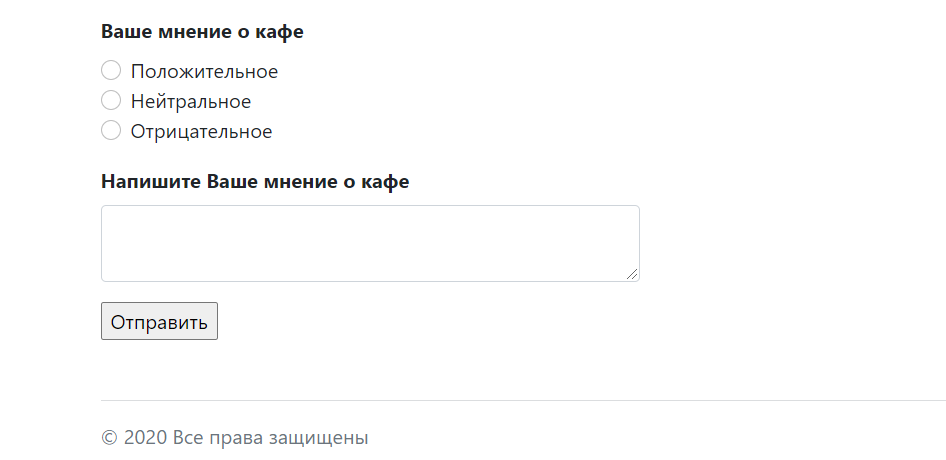 Ваше мнение о кафе
Положительное
Нейтральное
Отрицательное
Напишите Ваше мнение о кафе
Отправить
© 2020 Все права защищены